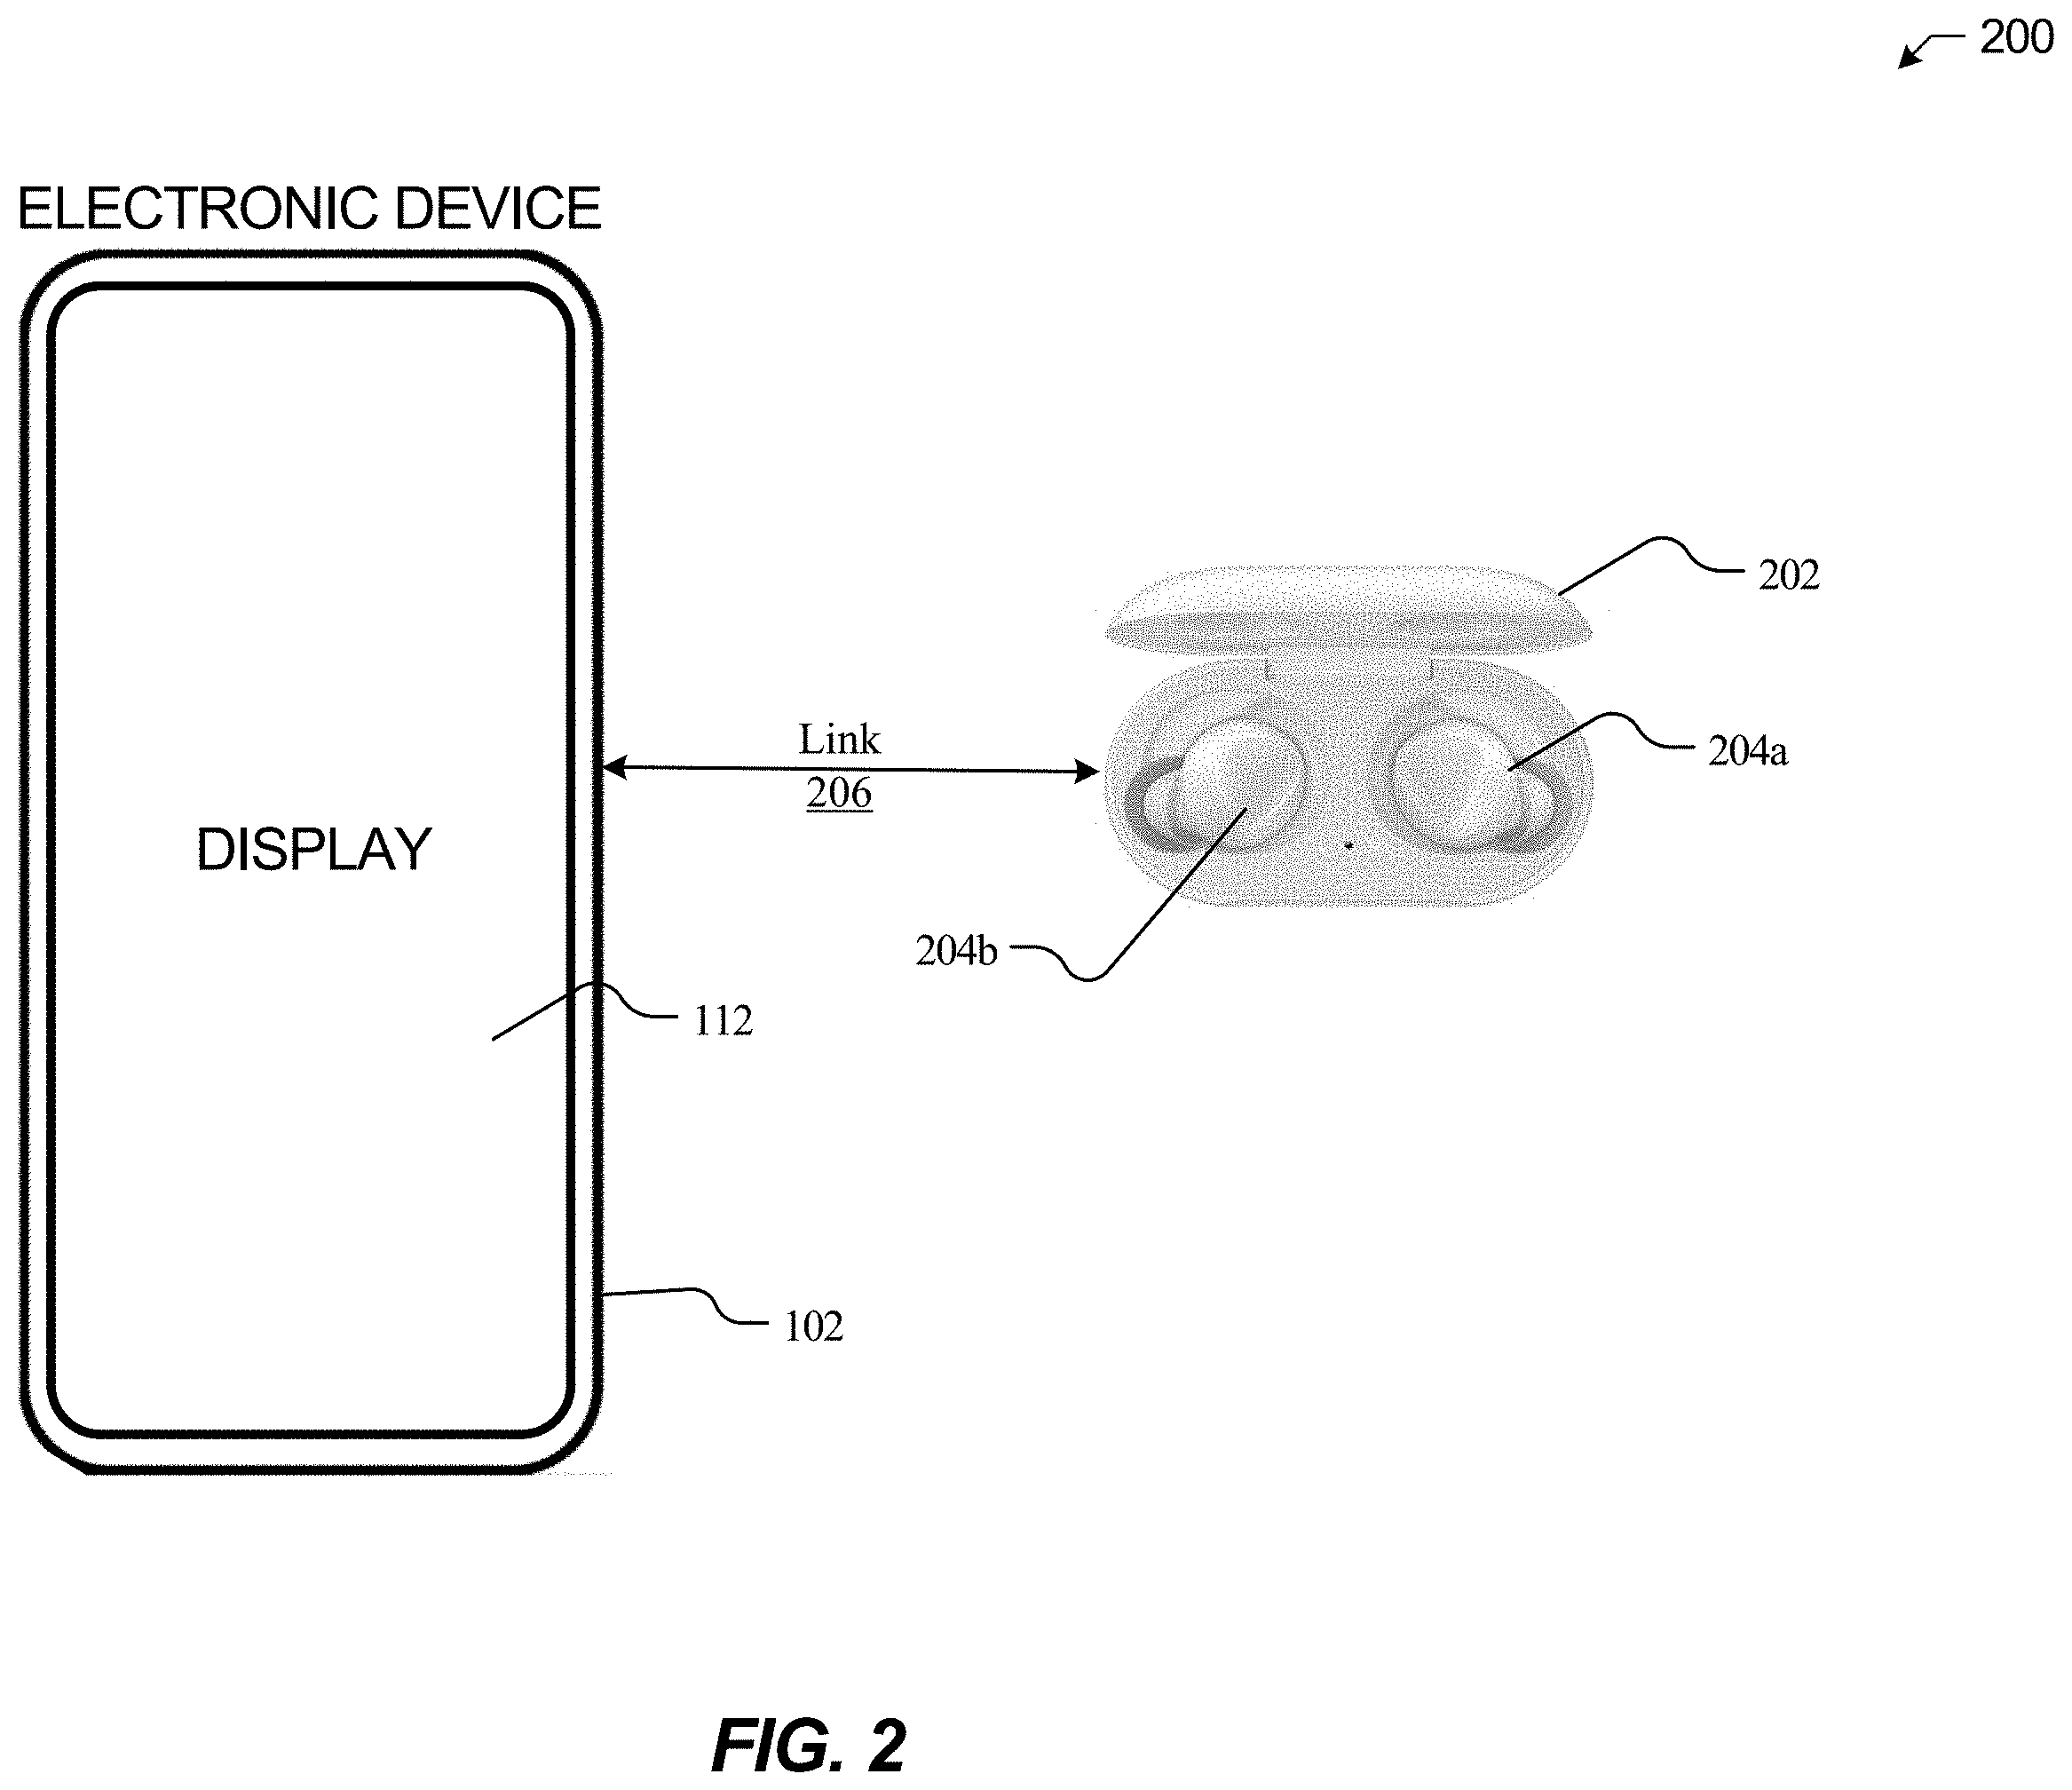 200
ELECTRONIC DEVICE
202
Link
204a
206
DISPLAY
204b
112
102
FIG. 2